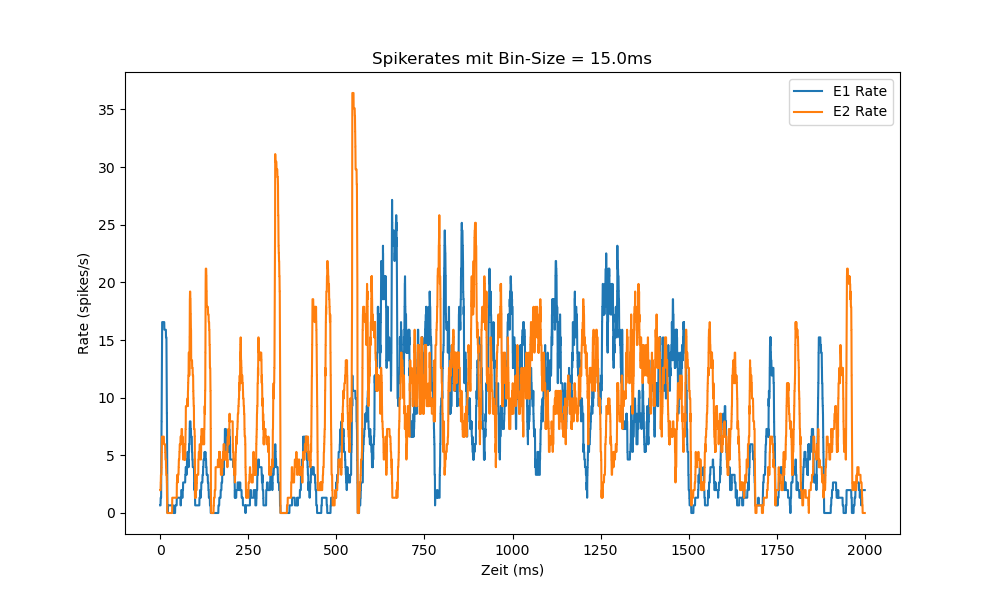 Spikerates mit Bin-Size = 15.0ms
E1 Rate
E2 Rate
35
30
25
20
15
10
5
0
Rate (spikes/s)
0 250 500 750 1000 1250 1500 1750 2000
Zeit (ms)